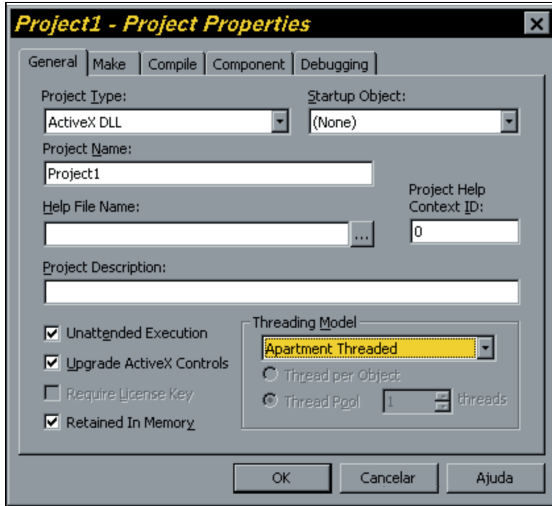 Project1 - Project Properties
General Make Compile Component Debugging
Project Type: Startup Object:
ActiveX DLL (None)
Project Name:
Project1
Project Help
Help File Name: Context ID:
... 0
Project Description:
Unattended Execution Threading Model
Upgrade ActiveX Controls Apartment Threaded
Require License Key Thread per Object
Retained In Memory Thread Pool 1 threads
OK Cancelar Ajuda